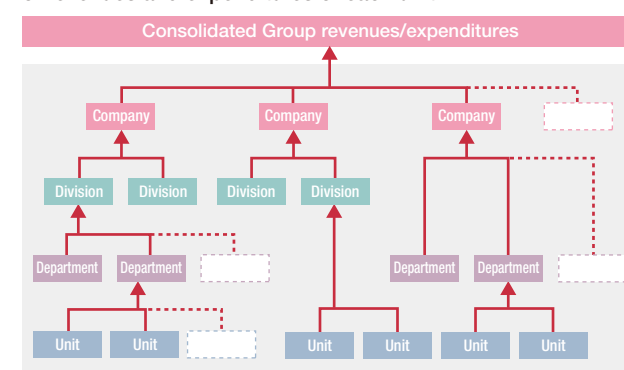 Consolidated Group revenues/expenditures
Company Company Company
Division Division Division Division
Department Department Department Department
Unit Unit Unit Unit Unit Unit